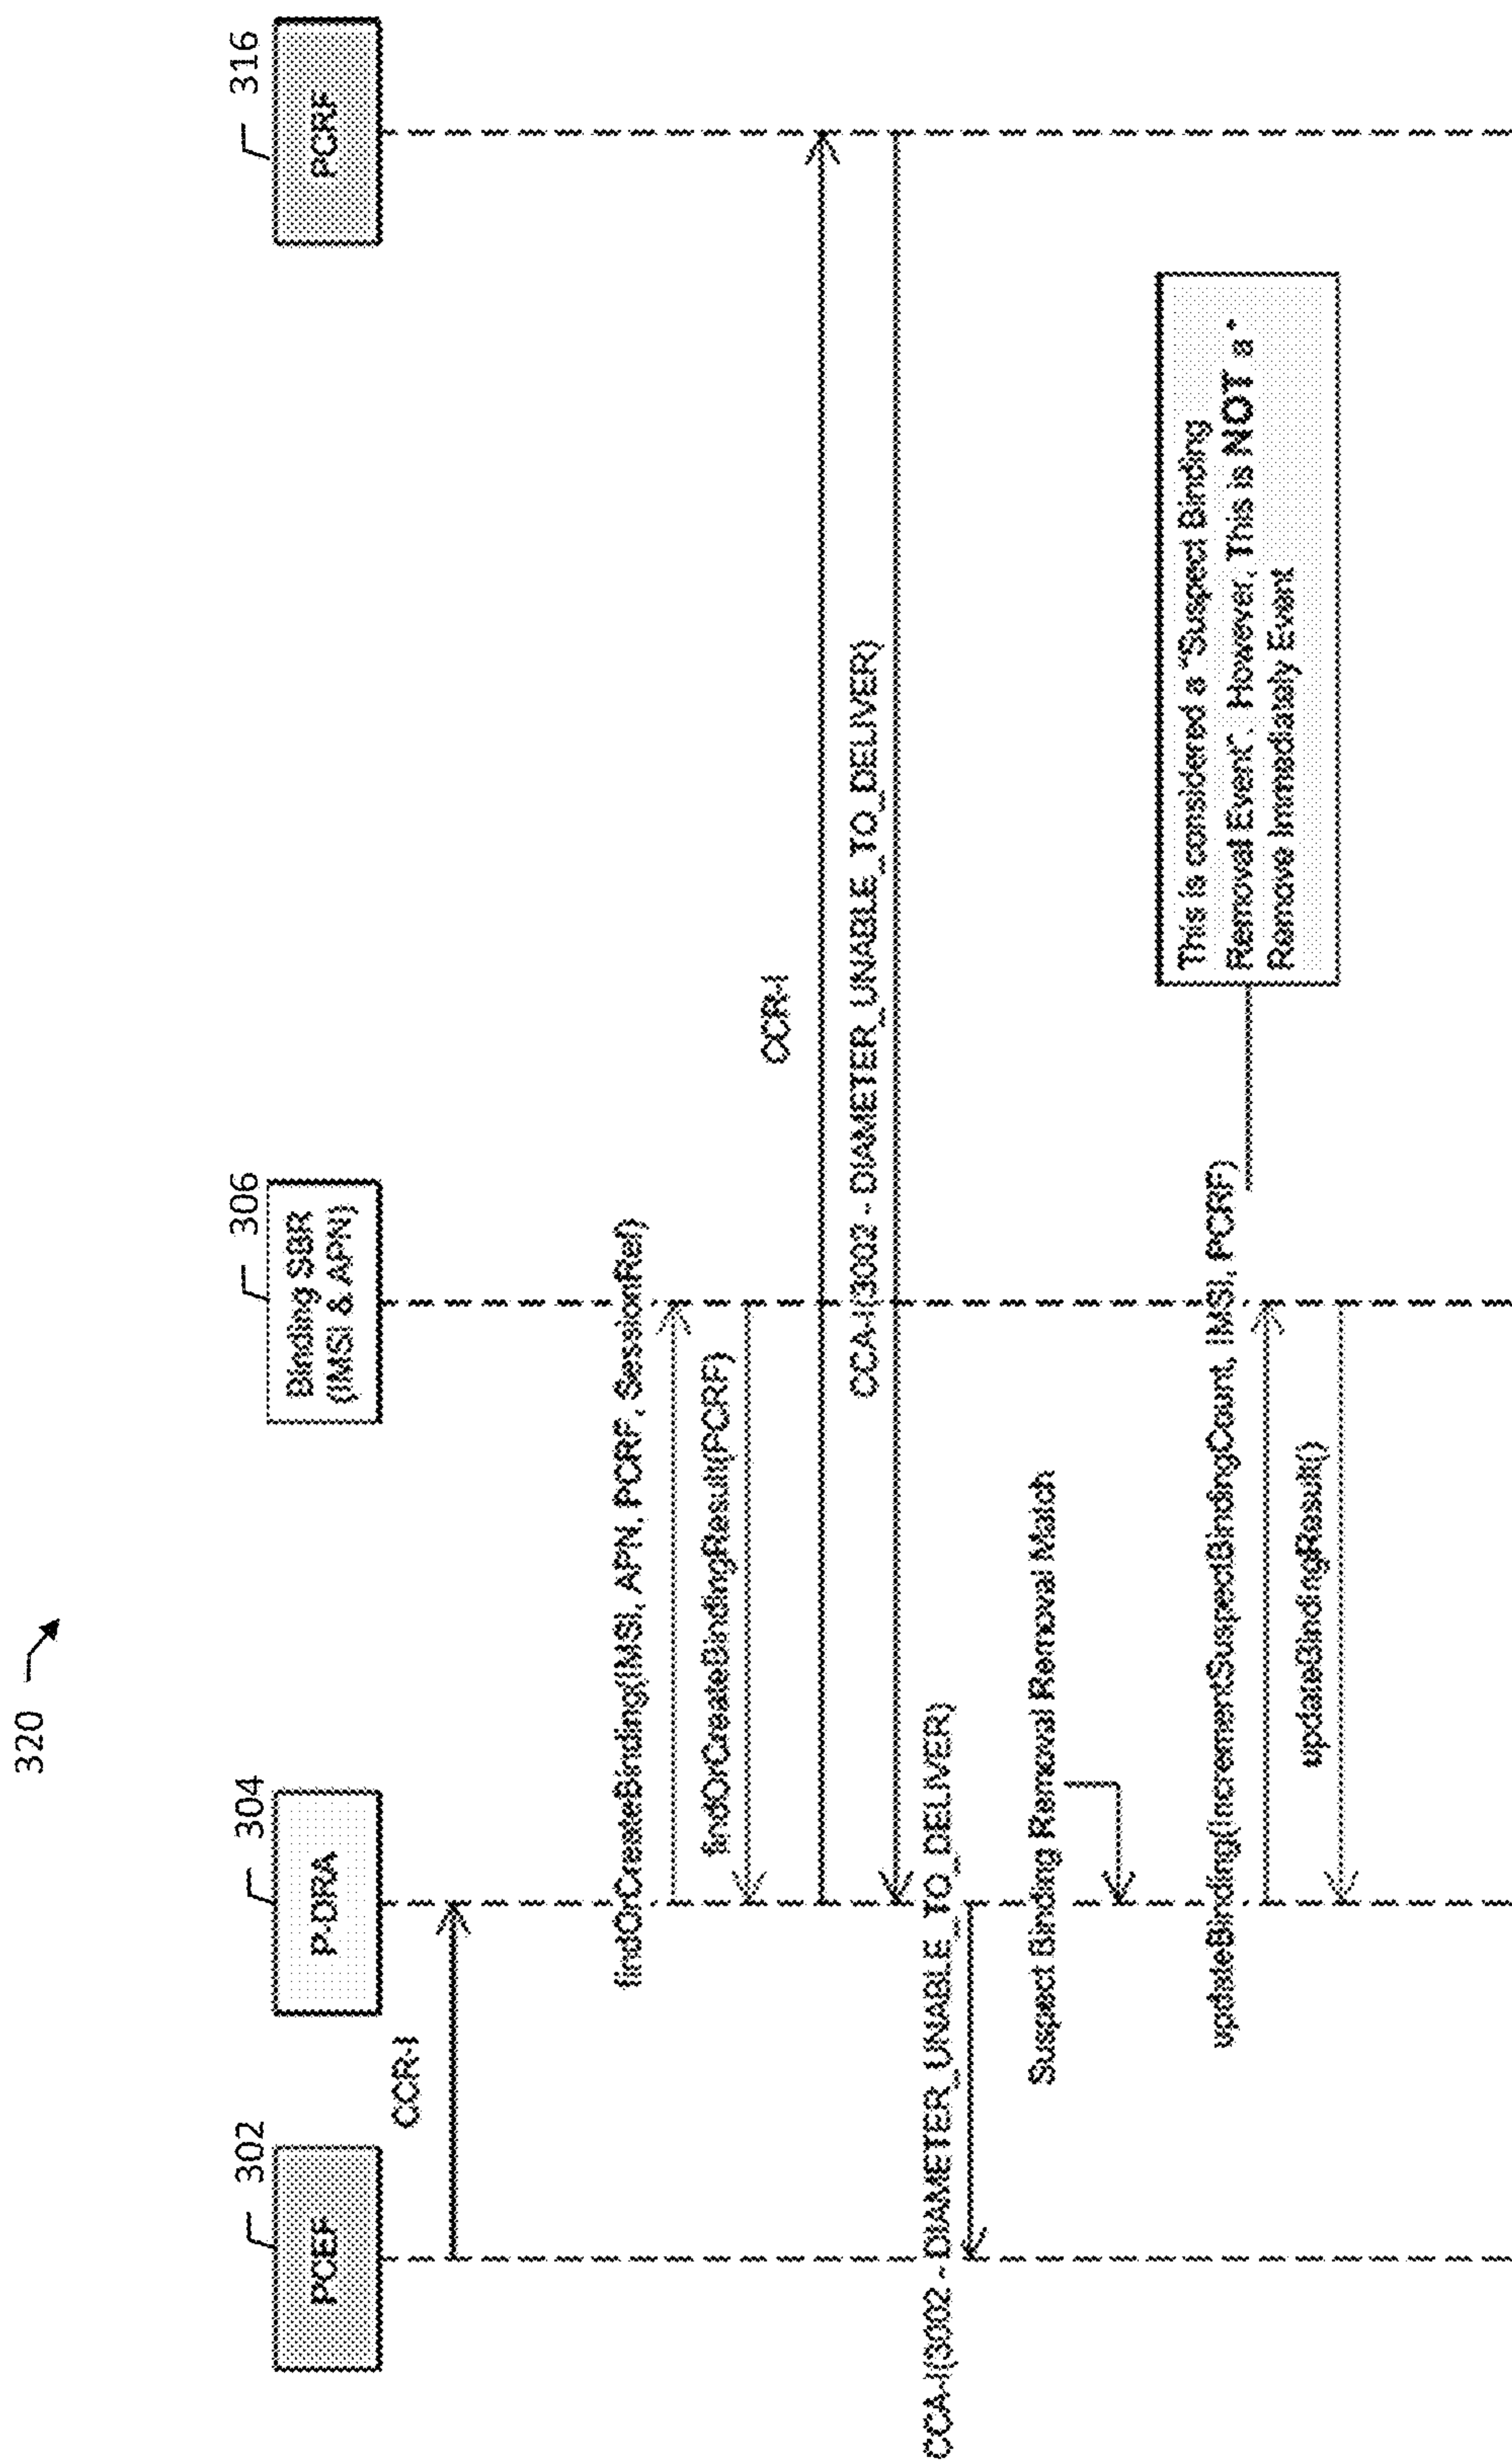 320
302
304
306
316
PCEF
P-DRA
Binding SBR
(IMSI & APN)
PCRF
CCR-I
findOrCreateBinding(IMSI, APN, PCRF, SessionRef)
findOrCreateBindingResult(PCRF)
CCR-I
CCA-I(3002 - DIAMETER_UNABLE_TO_DELIVER)
CCA-I(3002 - DIAMETER_UNABLE_TO_DELIVER)
Suspect Binding Removal Match
updateBinding(IncrementSuspectBindingCount, IMSI, PCRF)
This is considered a "Suspect Binding
Removal Event". However, This is NOT a "
Remove Immediately Event
updateBindingResult()